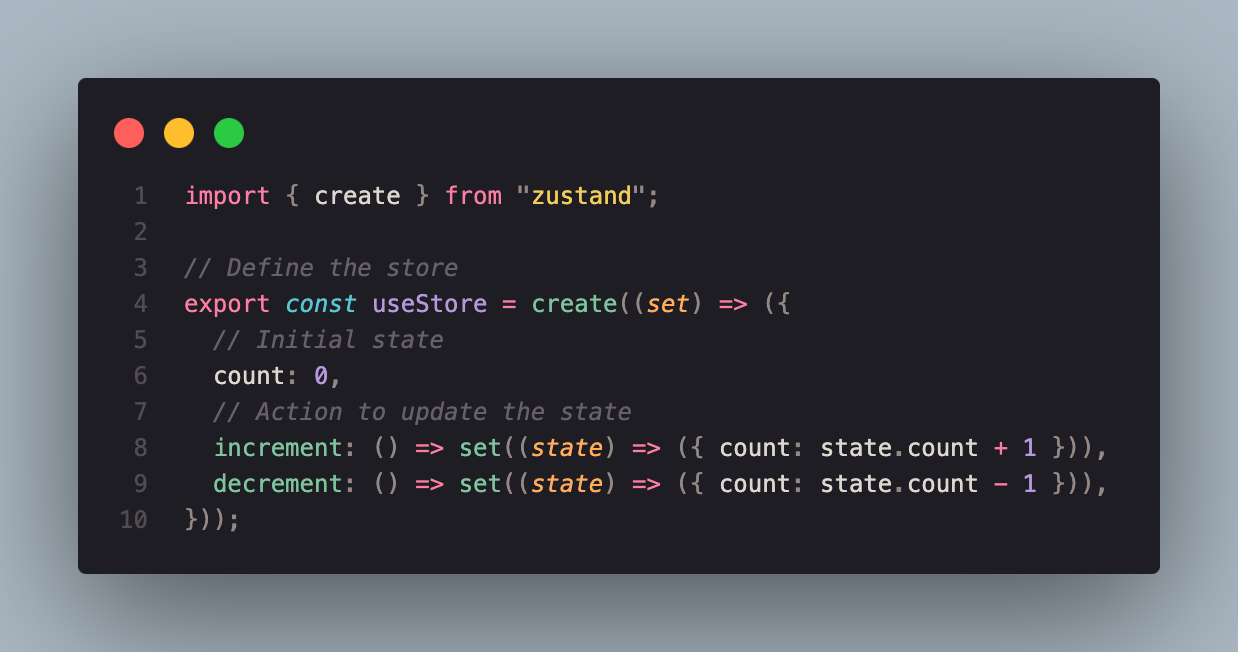 1 import { create } from "zustand";
2
3 // Define the store
4 export const useStore = create((set) => ({
5   // Initial state
6   count: 0,
7   // Action to update the state
8   increment: () => set((state) => ({ count: state.count + 1 })),
9   decrement: () => set((state) => ({ count: state.count - 1 })),
10 }));